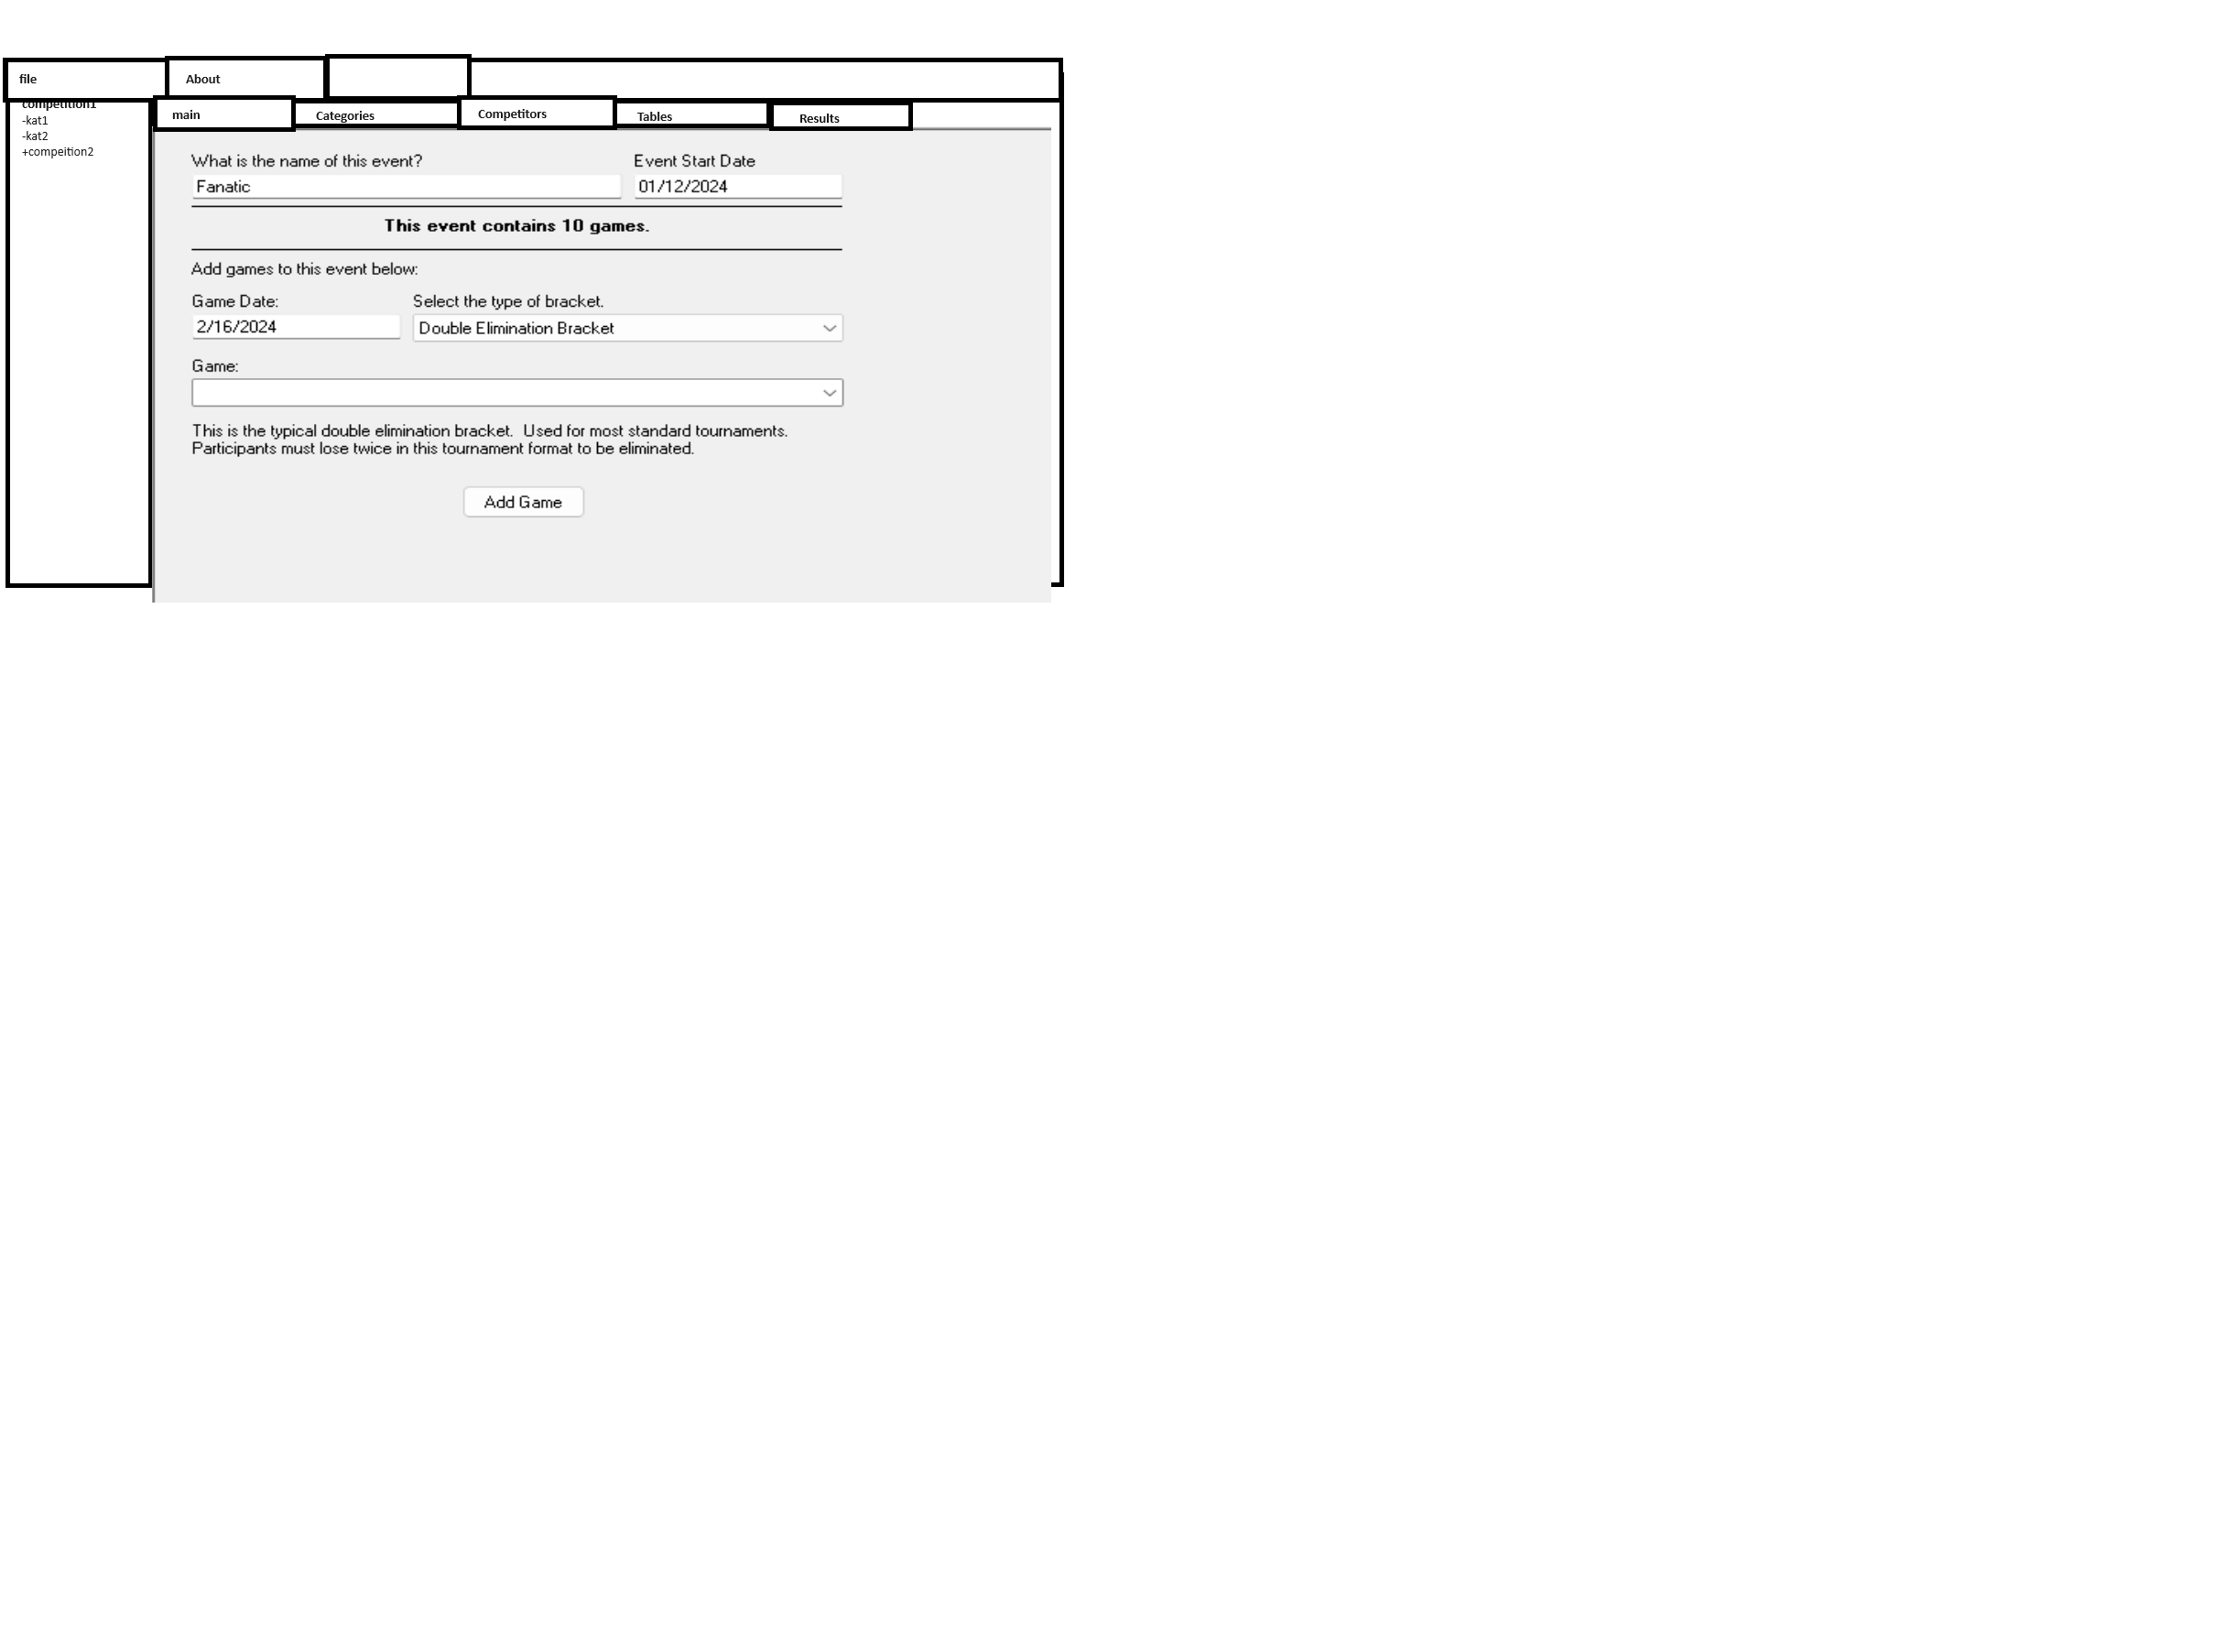 file About
competition1
main Categories Competitors Tables Results
-kat1
-kat2
+compeition2
What is the name of this event? Event Start Date
Fanatic 01/12/2024
This event contains 10 games.
Add games to this event below:
Game Date: Select the type of bracket.
2/16/2024 Double Elimination Bracket
Game:
This is the typical double elimination bracket. Used for most standard tournaments.
Participants must lose twice in this tournament format to be eliminated.
Add Game